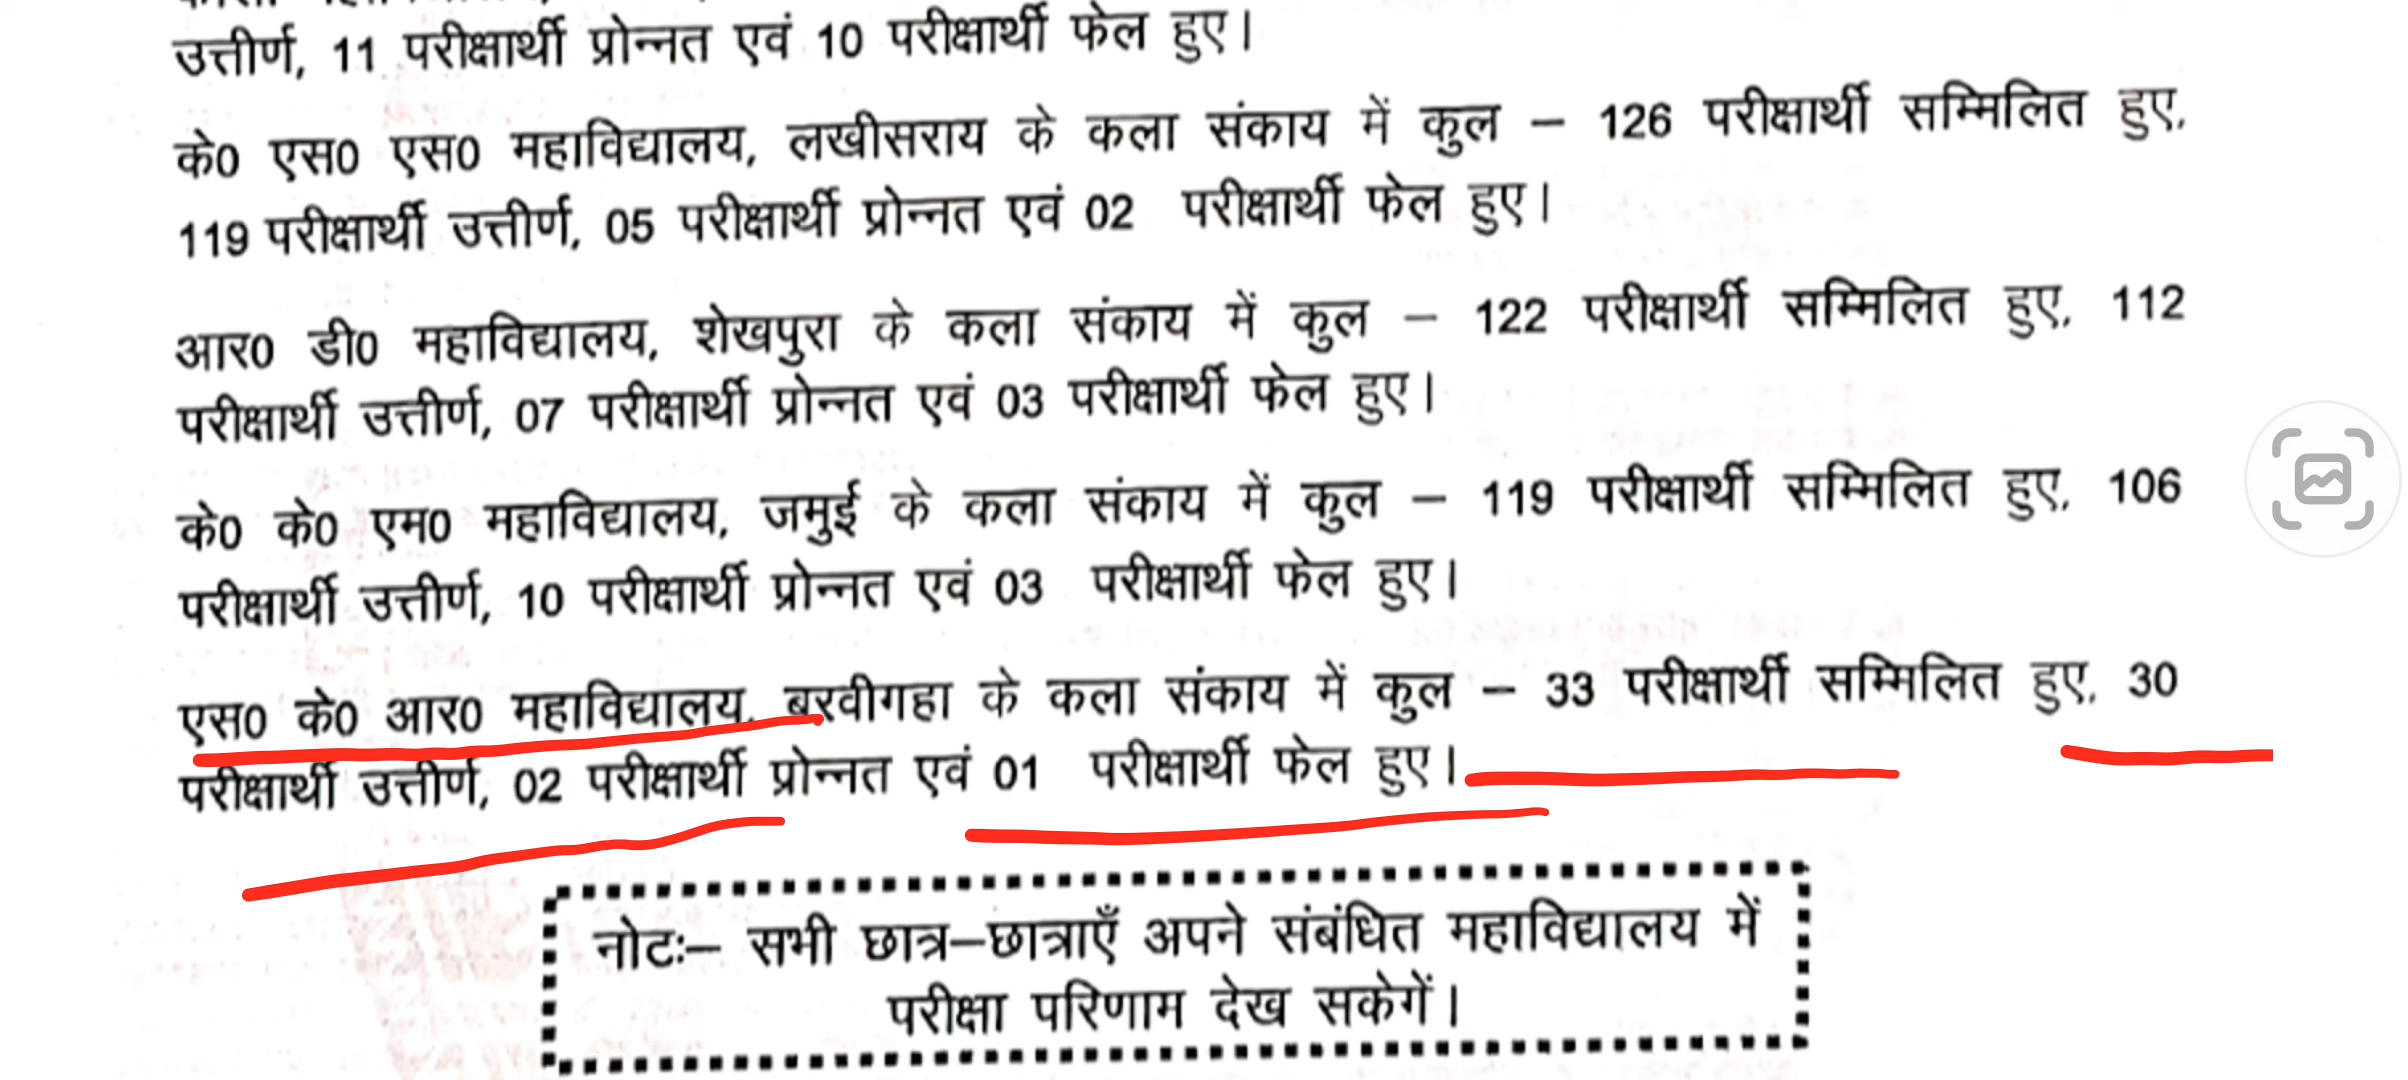 उत्तीर्ण, 11 परीक्षार्थी प्रोन्नत एवं 10 परीक्षार्थी फेल हुए।
के0 एस0 एस0 महाविद्यालय, लखीसराय के कला संकाय में कुल – 126 परीक्षार्थी सम्मिलित हुए,
119 परीक्षार्थी उत्तीर्ण, 05 परीक्षार्थी प्रोन्नत एवं 02 परीक्षार्थी फेल हुए।
आर0 डी0 महाविद्यालय, शेखपुरा के कला संकाय में कुल – 122 परीक्षार्थी सम्मिलित हुए, 112
परीक्षार्थी उत्तीर्ण, 07 परीक्षार्थी प्रोन्नत एवं 03 परीक्षार्थी फेल हुए।
के0 के0 एम0 महाविद्यालय, जमुई के कला संकाय में कुल – 119 परीक्षार्थी सम्मिलित हुए, 106
परीक्षार्थी उत्तीर्ण, 10 परीक्षार्थी प्रोन्नत एवं 03 परीक्षार्थी फेल हुए।
एस0 के0 आर0 महाविद्यालय, बरवीगहा के कला संकाय में कुल – 33 परीक्षार्थी सम्मिलित हुए, 30
परीक्षार्थी उत्तीर्ण, 02 परीक्षार्थी प्रोन्नत एवं 01 परीक्षार्थी फेल हुए।
नोटः– सभी छात्र–छात्राएँ अपने संबंधित महाविद्यालय में
परीक्षा परिणाम देख सकेगें।